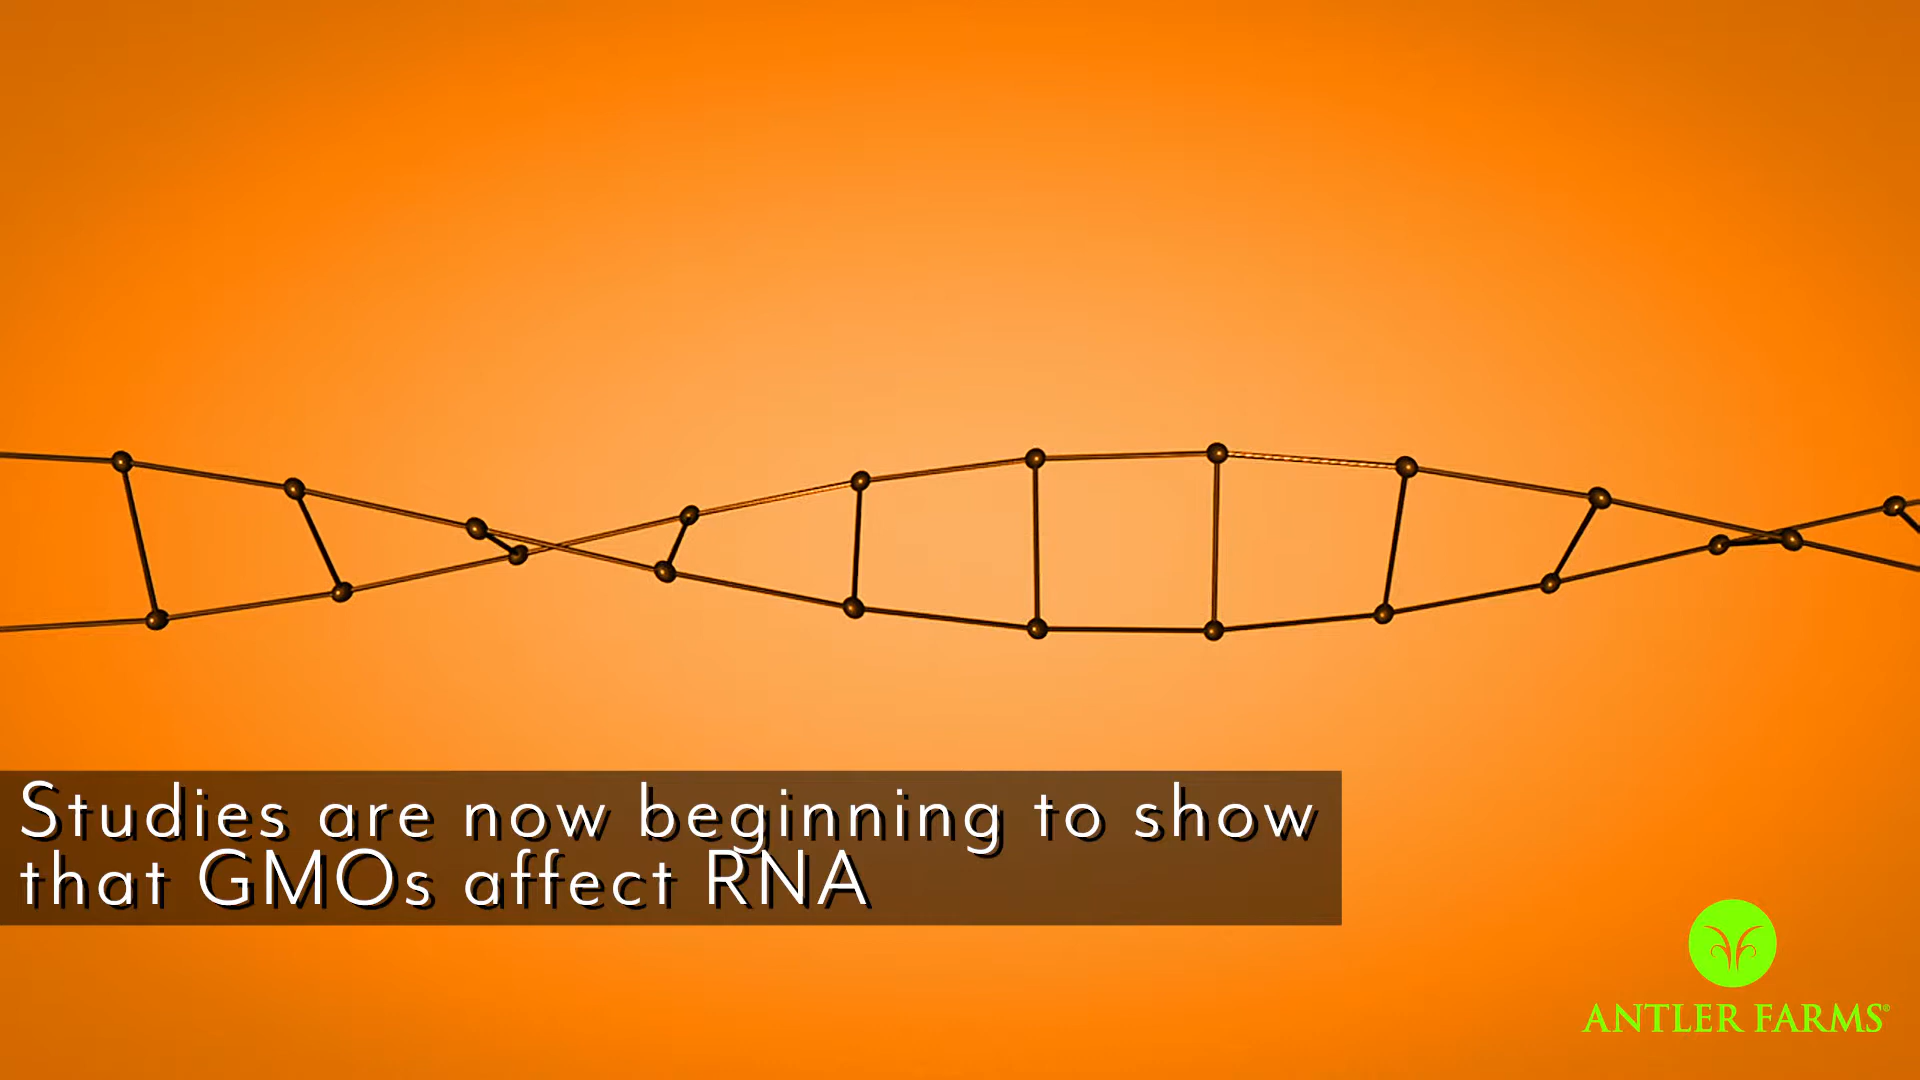 Studies are now beginning to show
that GMOs affect RNA
ANTLER FARMS®